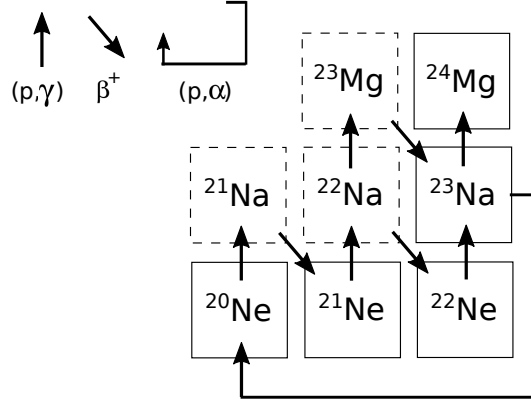 (p,γ) β⁺ (p,α)
²³Mg ²⁴Mg
²¹Na ²²Na ²³Na
²⁰Ne ²¹Ne ²²Ne